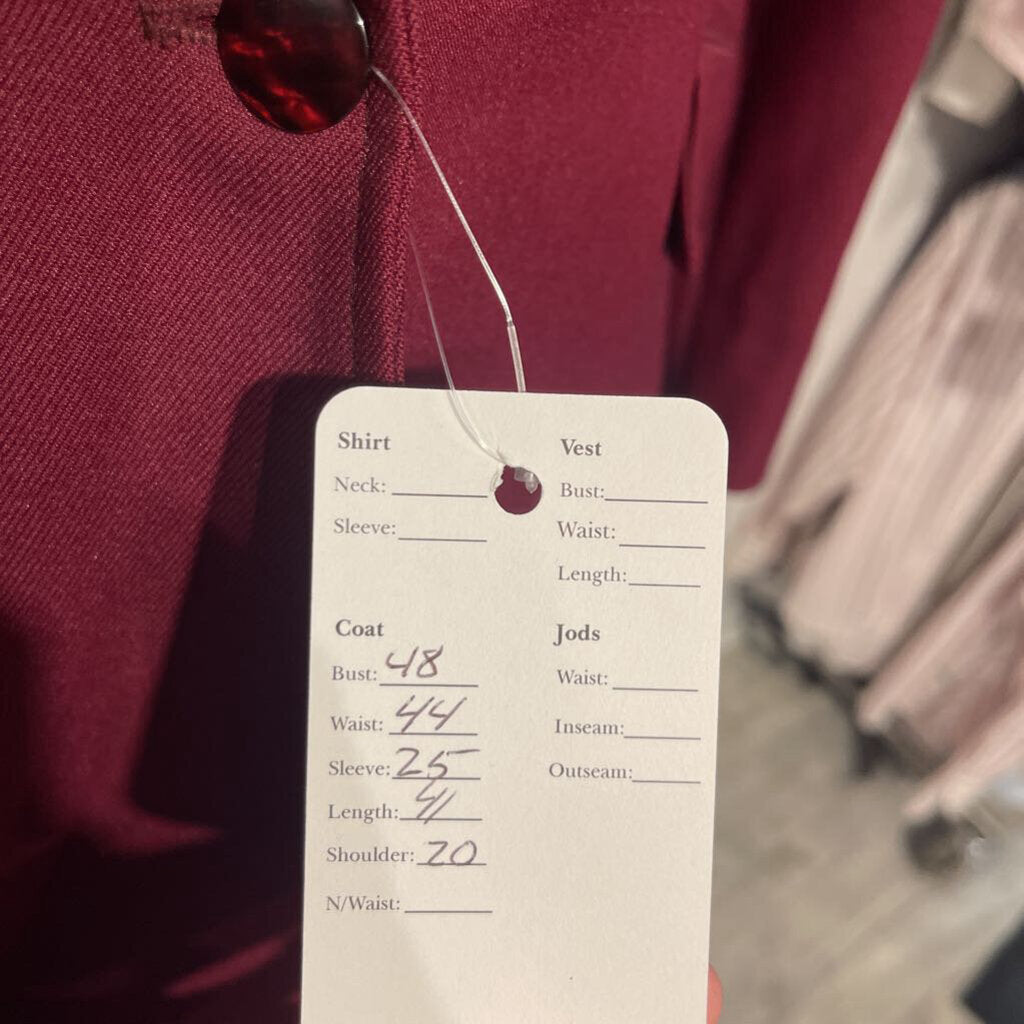 Shirt
Neck:
Sleeve:
Vest
Bust:
Waist:
Length:
Coat
Bust: 48
Waist: 44
Sleeve: 25
Length: 41
Shoulder: 20
N/Waist:
Jods
Waist:
Inseam:
Outseam: